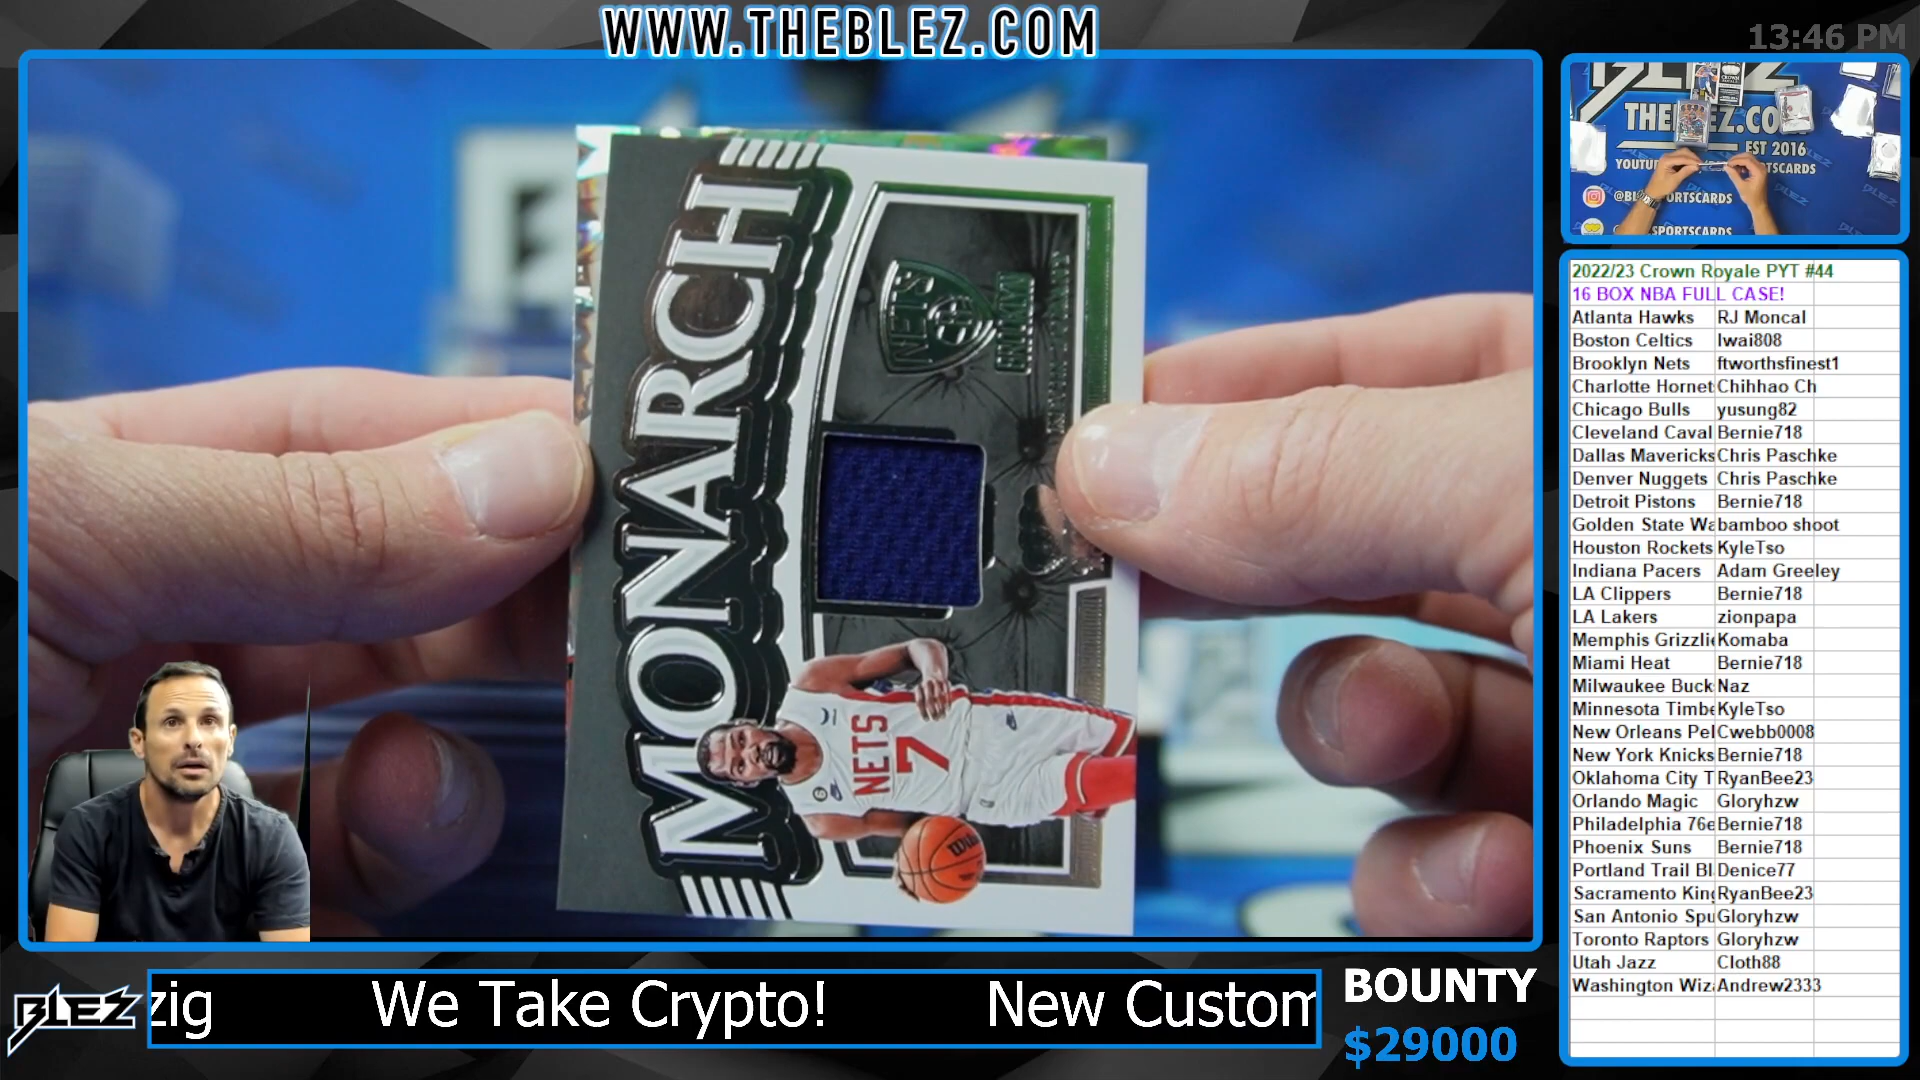 WWW.THEBLEZ.COM
13:46 PM
MONARCH
NETS
NETS
7
6
BLEZ
THEBLEZ.CO
EST 2016
2022/23 Crown Royale PYT #44
16 BOX NBA FULL CASE!
Atlanta Hawks RJ Moncal
Boston Celtics Iwai808
Brooklyn Nets ftworthsfinest1
Charlotte Hornet Chihhao Ch
Chicago Bulls yusung82
Cleveland Caval Bernie718
Dallas Mavericks Chris Paschke
Denver Nuggets Chris Paschke
Detroit Pistons Bernie718
Golden State Wa bamboo shoot
Houston Rockets KyleTso
Indiana Pacers Adam Greeley
LA Clippers Bernie718
LA Lakers zionpapa
Memphis Grizzlie Komaba
Miami Heat Bernie718
Milwaukee Buck Naz
Minnesota Timbe KyleTso
New Orleans Pel Cwebb0008
New York Knicks Bernie718
Oklahoma City T RyanBee23
Orlando Magic Gloryhzw
Philadelphia 76e Bernie718
Phoenix Suns Bernie718
Portland Trail Bl Denice77
Sacramento King RyanBee23
San Antonio Spu Gloryhzw
Toronto Raptors Gloryhzw
Utah Jazz Cloth88
Washington Wiz Andrew2333
BLEZ
zig We Take Crypto! New Custom
BOUNTY
$29000